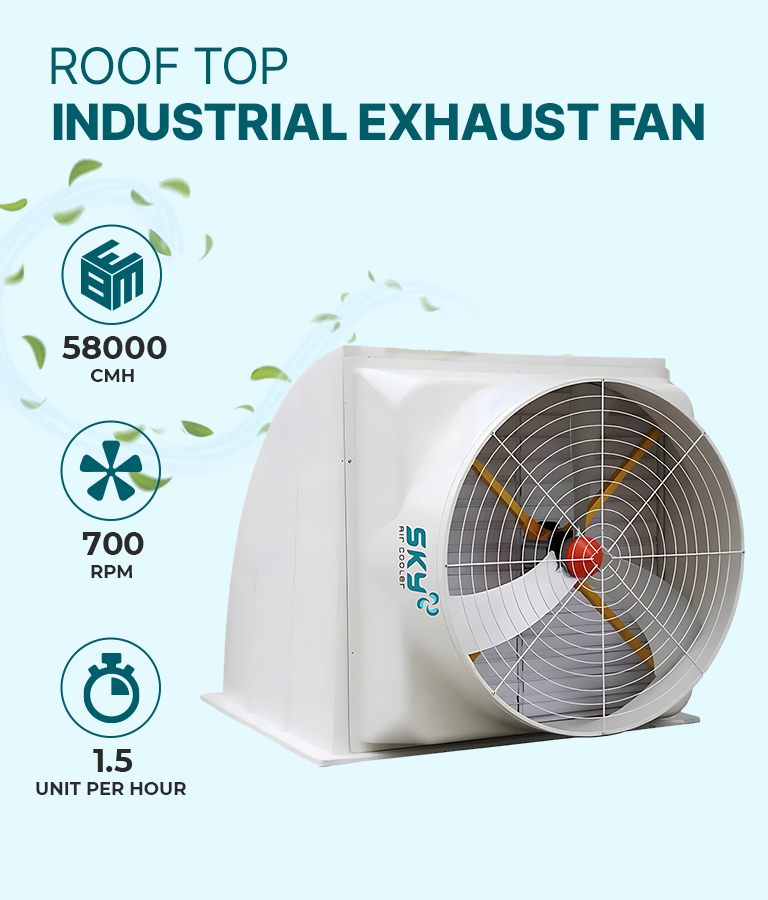 ROOF TOP
INDUSTRIAL EXHAUST FAN
58000
CMH
700
RPM
1.5
UNIT PER HOUR
SKY
AIR COOLER